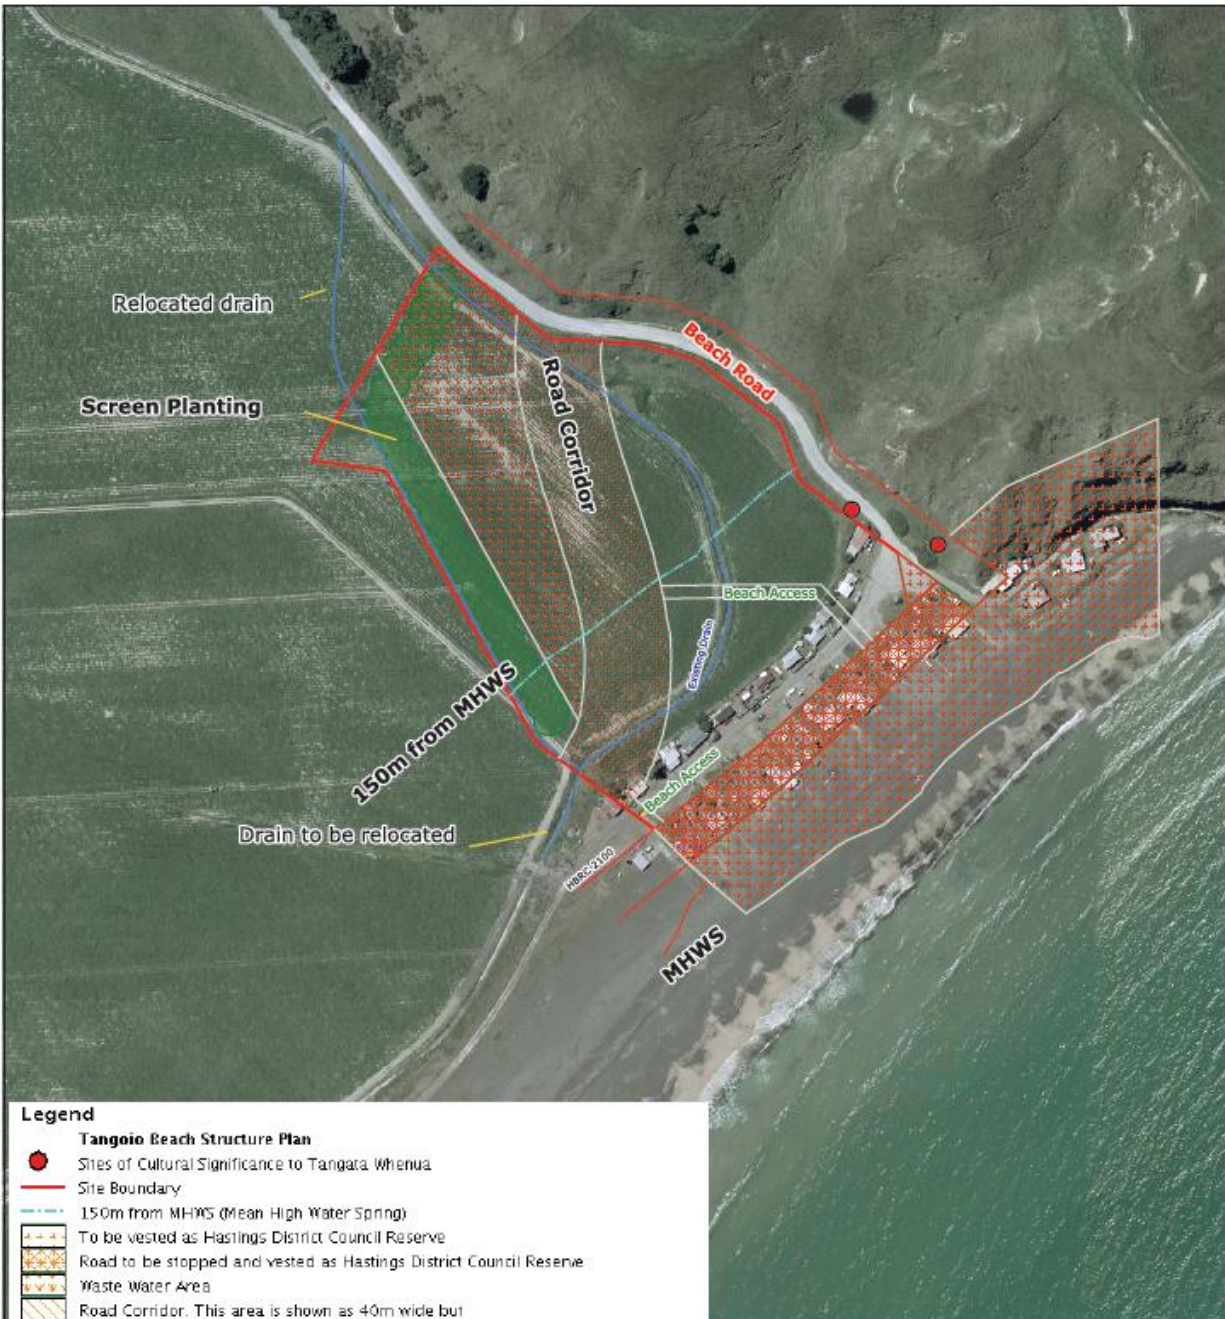 Relocated drain
Beach Road
Screen Planting
Road Corridor
Beach Access
Existing Drain
150m from MHWS
Beach Access
Drain to be relocated
HBRC 2100
MHWS
Legend
Tangoio Beach Structure Plan
Sites of Cultural Significance to Tangata Whenua
Site Boundary
150m from MHWS (Mean High Water Spring)
To be vested as Hastings District Council Reserve
Road to be stopped and vested as Hastings District Council Reserve
Waste Water Area
Road Corridor. This area is shown as 40m wide but